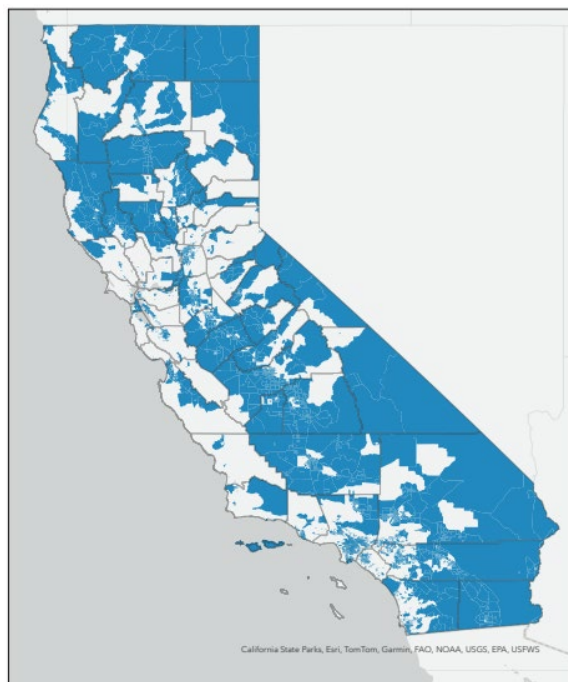 California State Parks, Esri, TomTom, Garmin, FAO, NOAA, USGS, EPA, USFWS